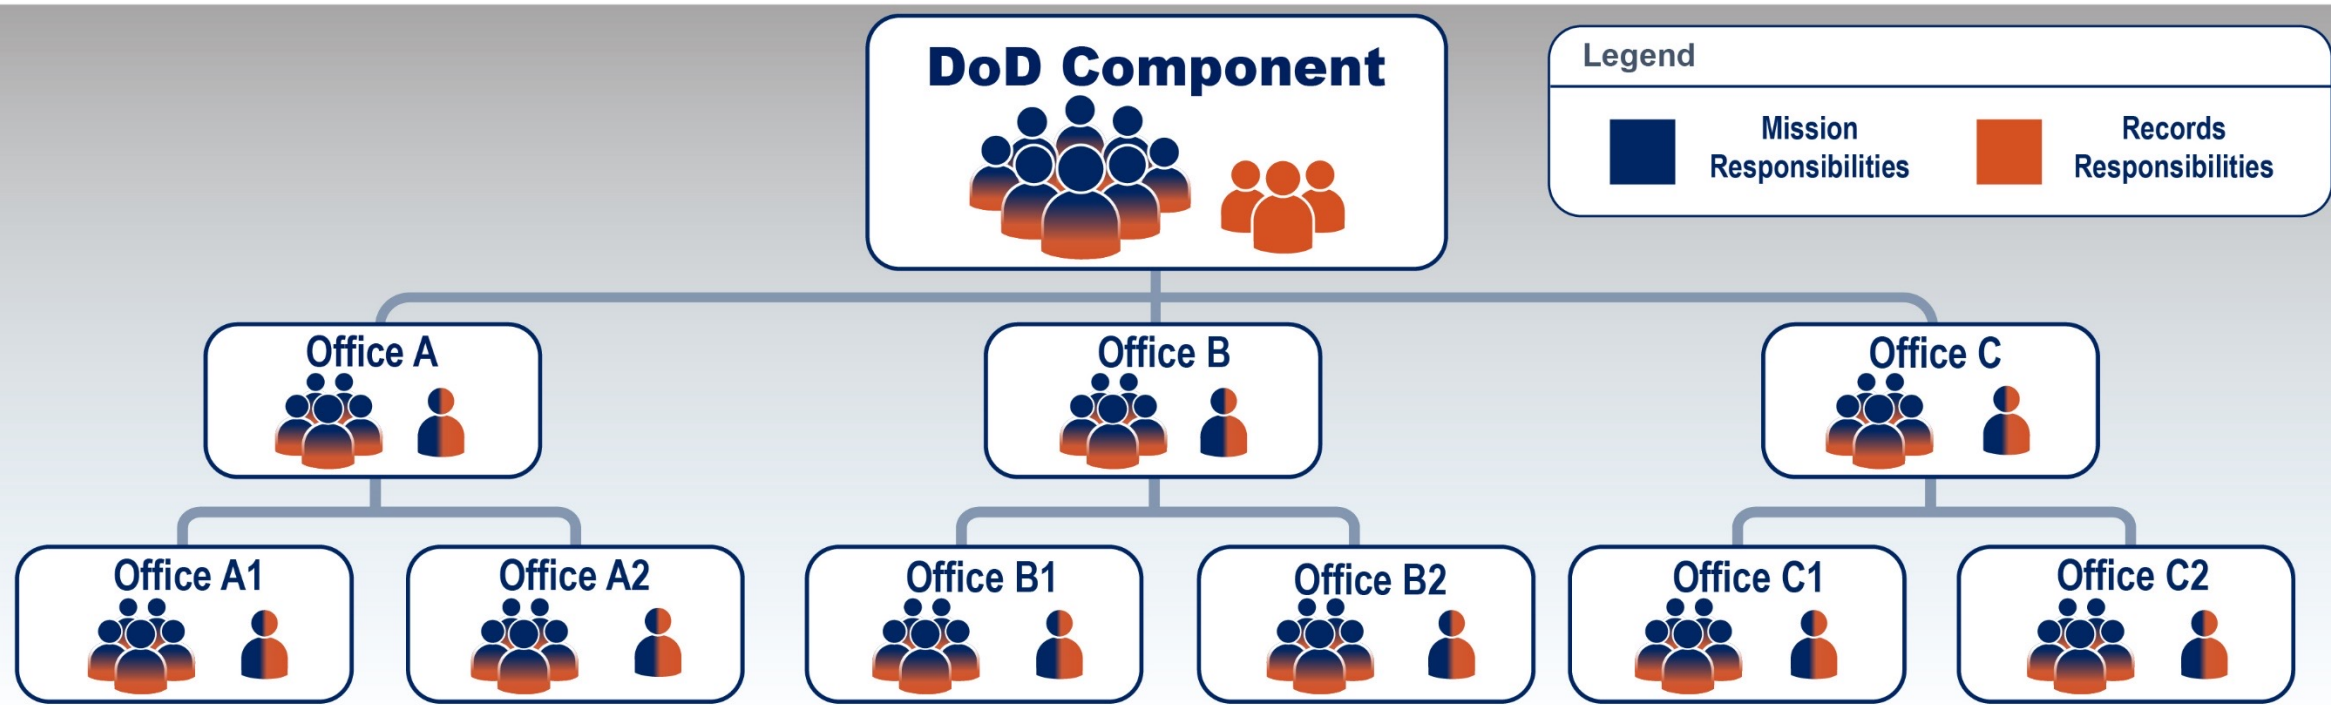 DoD Component
Legend
Mission
Responsibilities
Records
Responsibilities
Office A
Office B
Office C
Office A1
Office A2
Office B1
Office B2
Office C1
Office C2